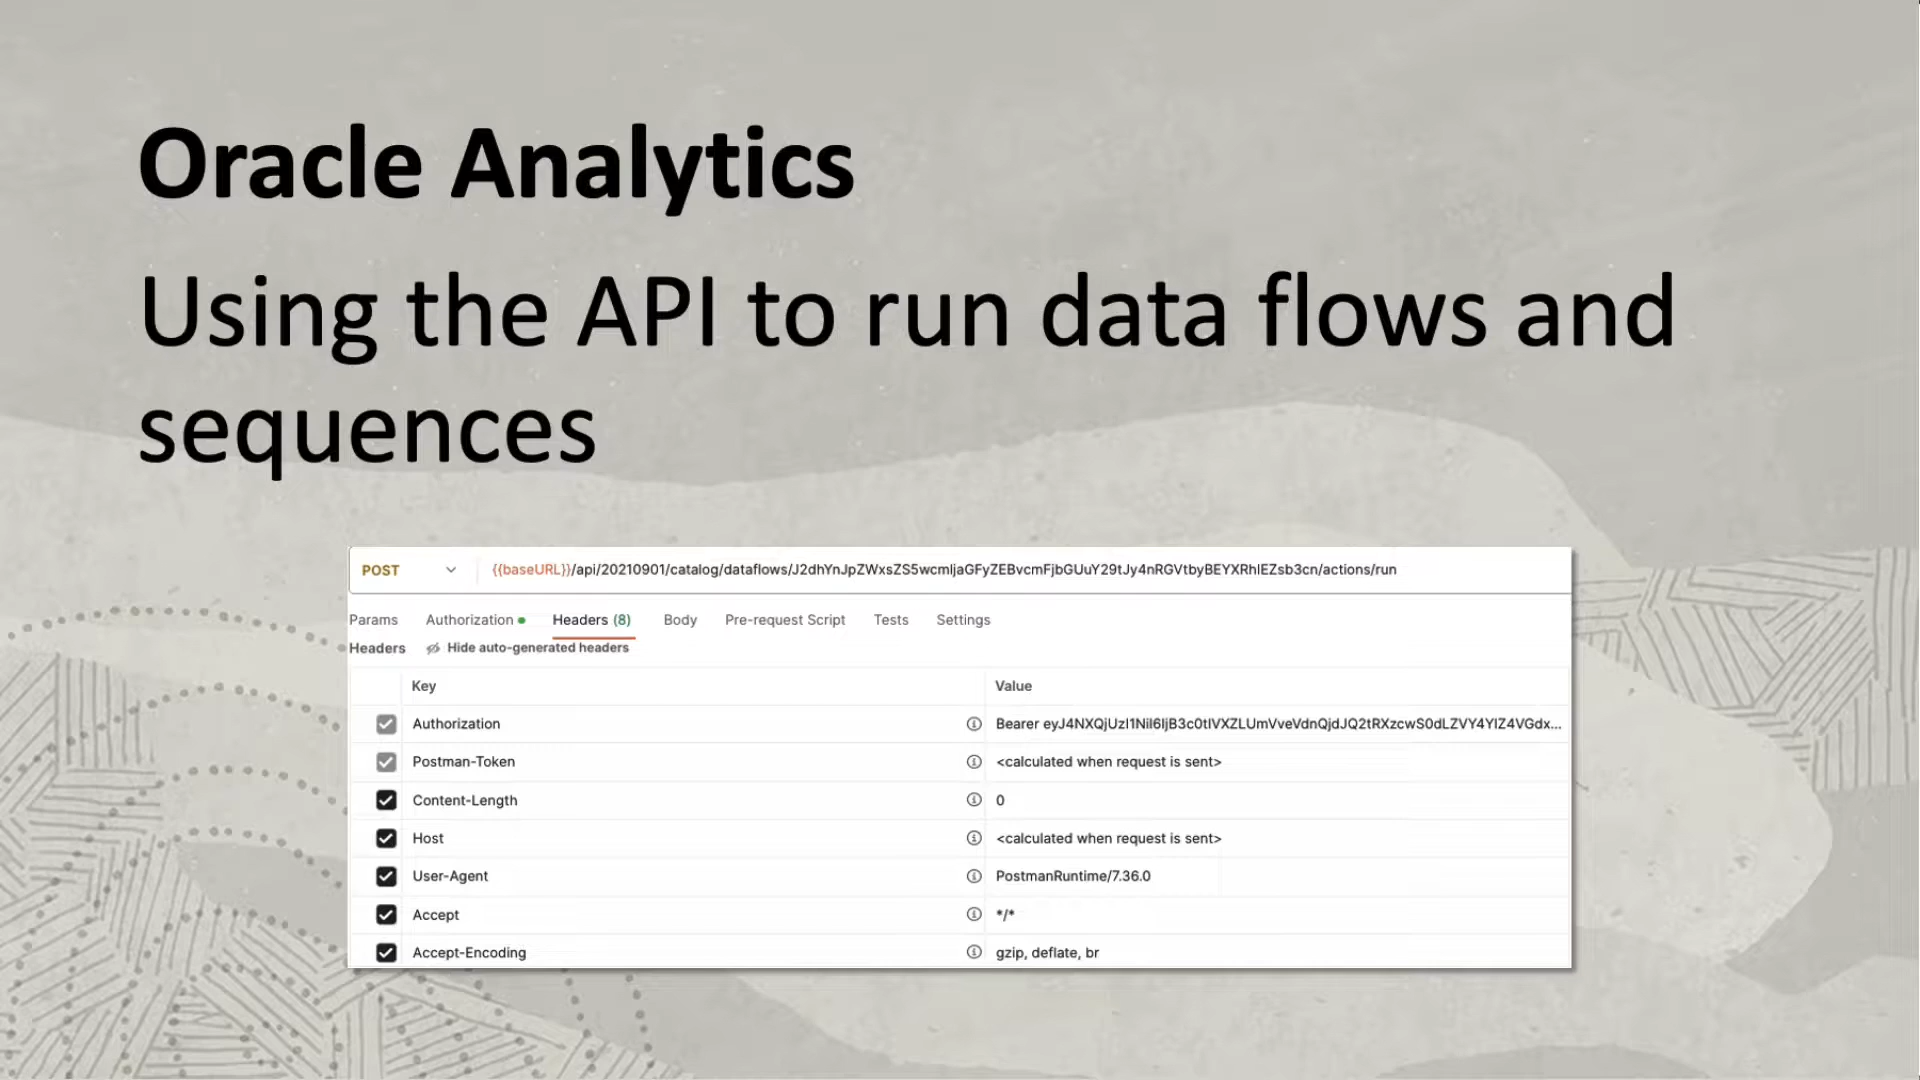 Oracle Analytics
Using the API to run data flows and
sequences
POST {{baseURL}}/api/20210901/catalog/dataflows/J2dhYnJpZWxsZS5wcmljaGFyZEBvcmFjbGUuY29tJy4nRGVtbyBEYXRhIEZsb3cn/actions/run
Params Authorization Headers (8) Body Pre-request Script Tests Settings
Headers Hide auto-generated headers
Key Value
Authorization Bearer eyJ4NXQjUzI1NiI6IjB3c0tIVXZLUmVveVdnQjdJQ2tRXzcwS0dLZVY4YlZ4VGdx...
Postman-Token <calculated when request is sent>
Content-Length 0
Host <calculated when request is sent>
User-Agent PostmanRuntime/7.36.0
Accept */*
Accept-Encoding gzip, deflate, br